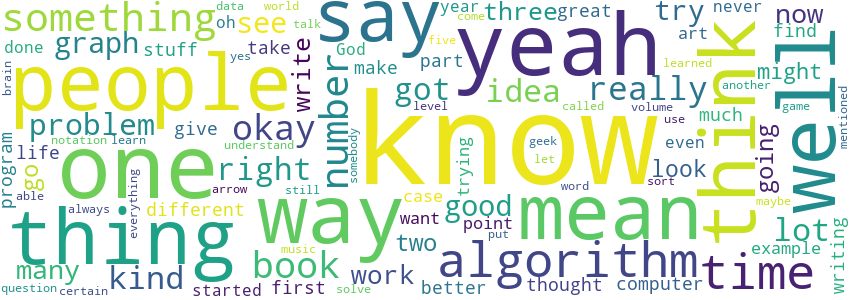 something
say
yeah
see
three
great
try
never
now
oh
data
world
talk
year
come
five
art
find
done
graph
stuff
take
God
yes
write
make
part
well
might
another
game
mentioned
brain
people
number
got
idea
really
learned
think
much
problem
give
okay
know
level
called
volume
use
program
notation
learn
understand
somebody
geek
let
even
going
life
go
one
right
trying
look
able
arrow
still
case
word
sort
maybe
always
everything
different
way
want
good
point
mean
lot
thing
music
put
two
algorithm
example
writing
many
kind
book
work
better
thought
computer
time
question
certain
started
first
solve